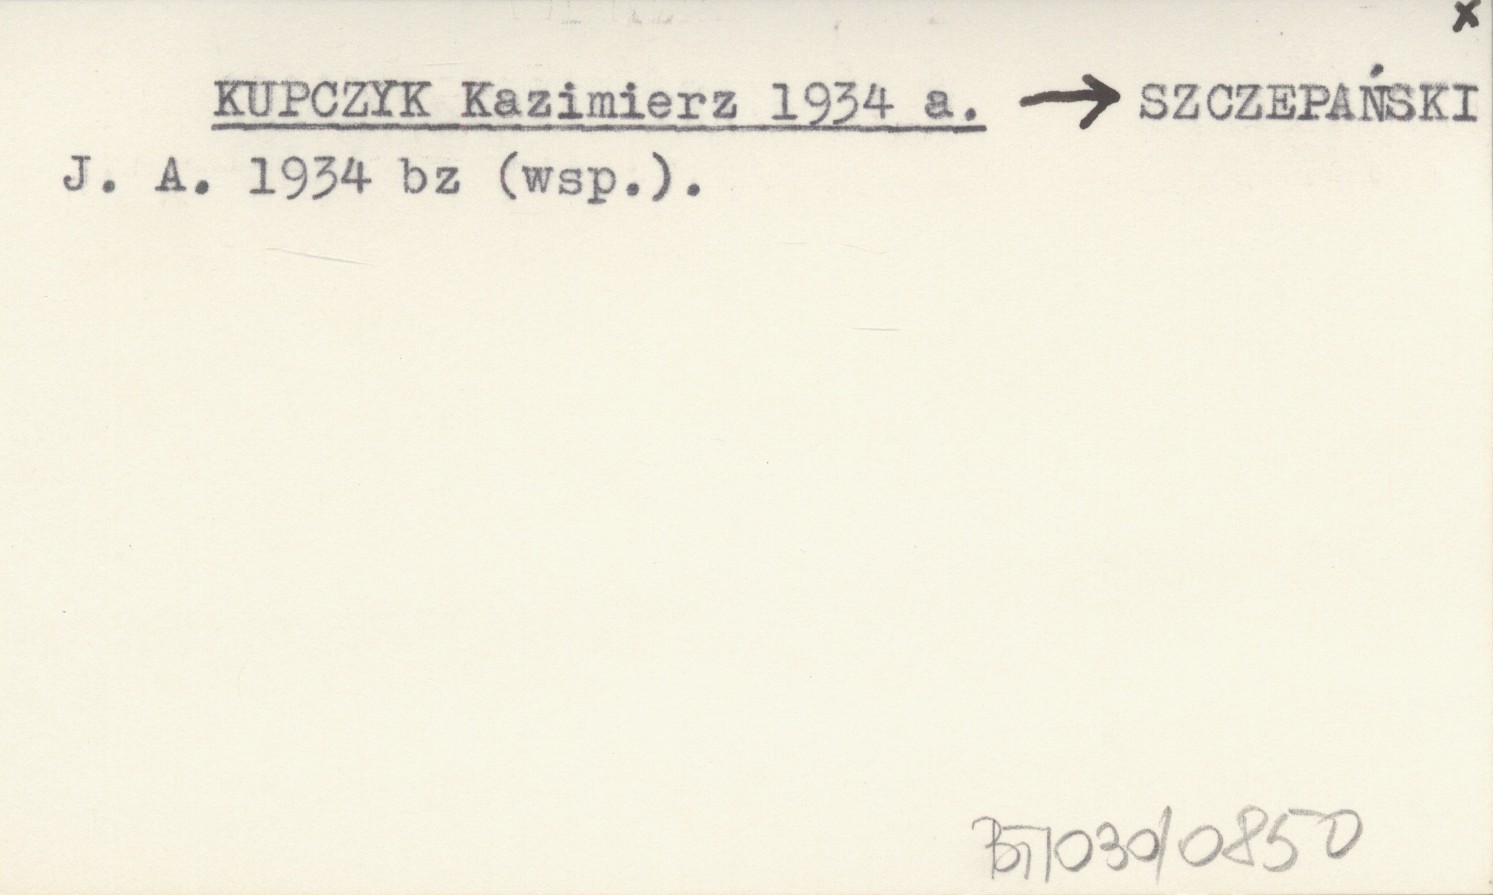 x
KUPCZYK Kazimierz 1934 a. → SZCZEPAŃSKI
J. A. 1934 bz (wsp.).
BT/030/0850